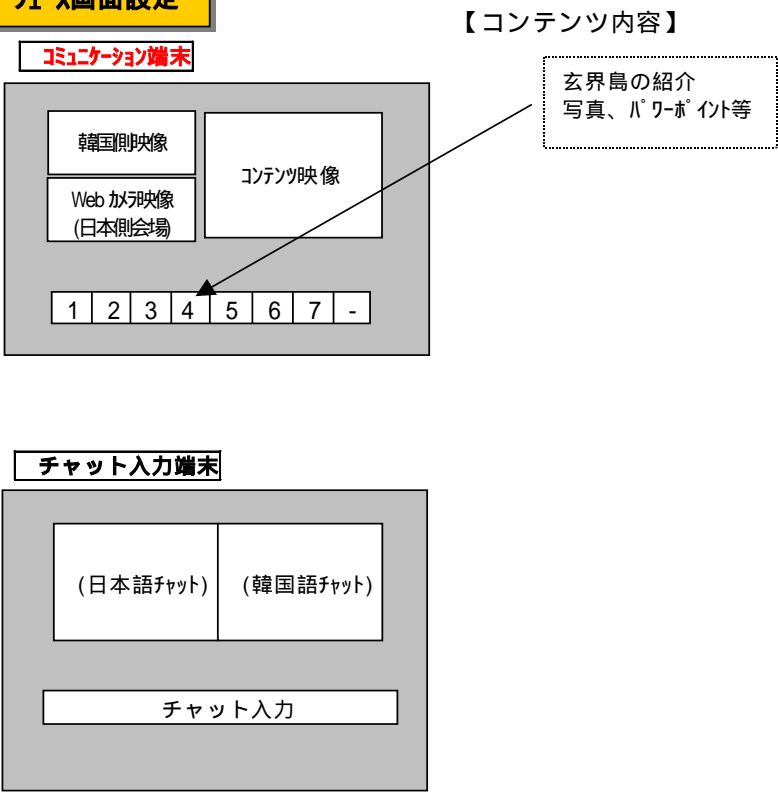 ﾌｪｰｽ画面設定
【コンテンツ内容】
ｺﾐｭﾆｹｰｼｮﾝ端末
玄界島の紹介
写真、ﾊﾟﾜｰﾎﾟｲﾝﾄ等
韓国側映像
ｺﾝﾃﾝﾂ映像
Web ｶﾒﾗ映像
(日本側会場)
1 2 3 4 5 6 7 -
チャット入力端末
(日本語ﾁｬｯﾄ)
(韓国語ﾁｬｯﾄ)
チャット入力